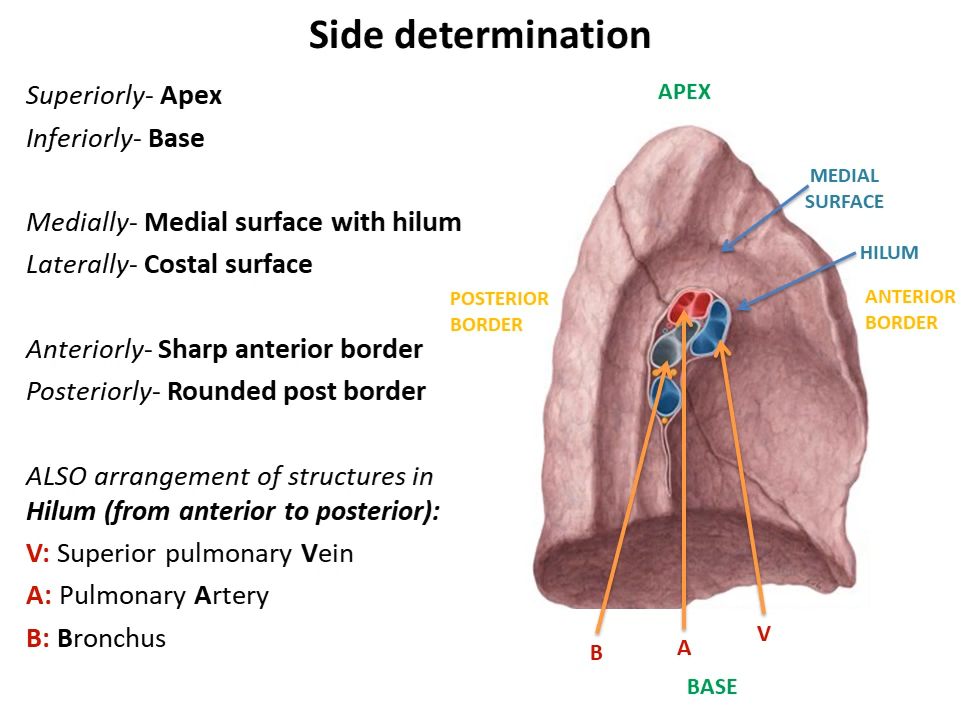 Side determination
Superiorly- Apex
Inferiorly- Base
Medially- Medial surface with hilum
Laterally- Costal surface
Anteriorly- Sharp anterior border
Posteriorly- Rounded post border
ALSO arrangement of structures in
Hilum (from anterior to posterior):
V: Superior pulmonary Vein
A: Pulmonary Artery
B: Bronchus
APEX
MEDIAL
SURFACE
HILUM
POSTERIOR
BORDER
ANTERIOR
BORDER
B
A
V
BASE